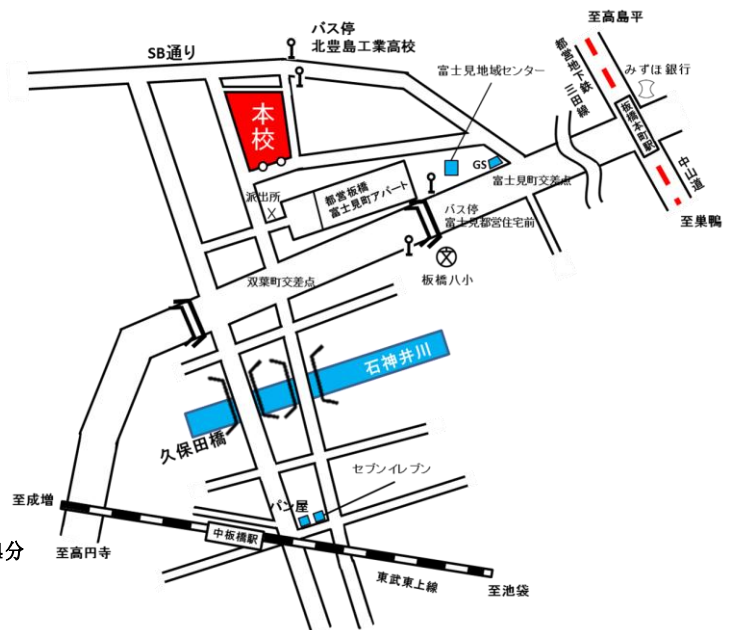 至高島平
バス停
北豊島工業高校
SB通り
都営地下鉄
三田線
みずほ銀行
富士見地域センター
本校
板橋本町駅
GS
中山道
富士見町交差点
派出所
都営板橋
富士見町アパート
バス停
富士見都営住宅前
至巣鴨
板橋八小
双葉町交差点
石神井川
久保田橋
セブンイレブン
至成増
パン屋
中板橋駅
分
至高円寺
東武東上線
至池袋